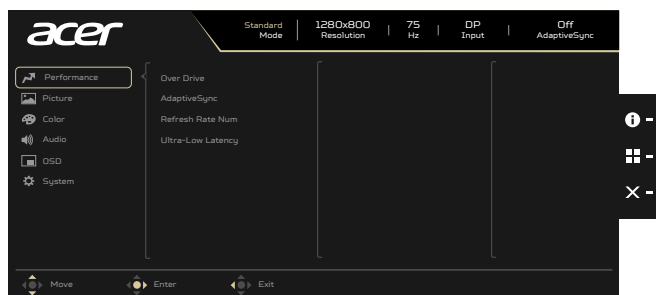 acer
Standard 1280x800 75 DP Off
Mode Resolution Hz Input AdaptiveSync
Performance
Picture
Color
Audio
OSD
System
Over Drive
AdaptiveSync
Refresh Rate Num
Ultra-Low Latency
Move Enter Exit